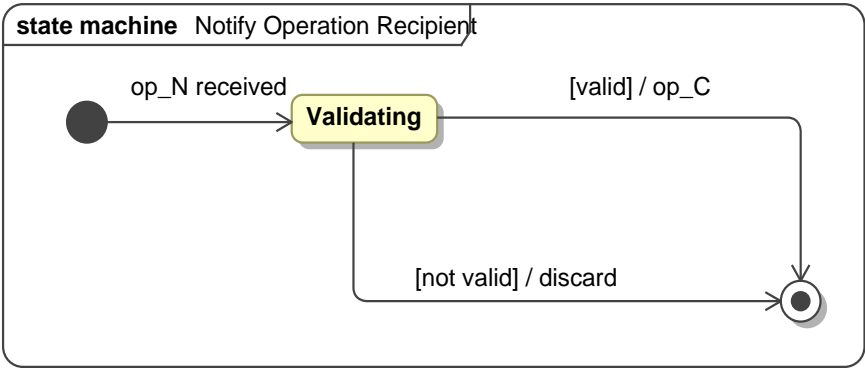 state machine Notify Operation Recipient
op_N received
Validating
[valid] / op_C
[not valid] / discard